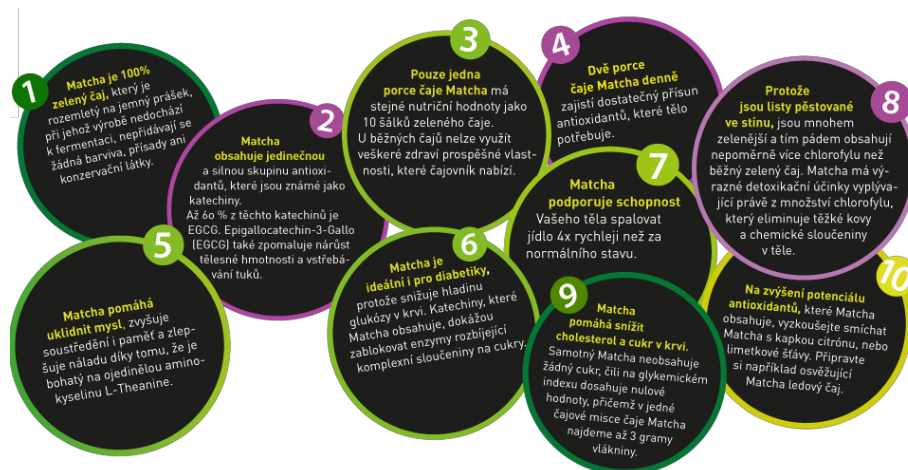 1
Matcha je 100%
zelený čaj, který je
rozemletý na jemný prášek,
při jehož výrobě nedochází
k fermentaci, nepřidávají se
žádná barviva, přísady ani
konzervační látky.
2
Matcha
obsahuje jedinečnou
a silnou skupinu antioxi-
dantů, které jsou známé jako
katechiny.
Až 60 % z těchto katechinů je
EGCG. Epigallocatechin-3-Gallo
(EGCG) také zpomaluje nárůst
tělesné hmotnosti a vstřebá-
vání tuků.
3
Pouze jedna
porce čaje Matcha má
stejné nutriční hodnoty jako
10 šálků zeleného čaje.
U běžných čajů nelze využít
veškeré zdraví prospěšné vlast-
nosti, které čajovník nabízí.
4
Dvě porce
čaje Matcha denně
zajistí dostatečný přísun
antioxidantů, které tělo
potřebuje.
5
Matcha pomáhá
uklidnit mysl, zvyšuje
soustředění i paměť a zlep-
šuje náladu díky tomu, že je
bohatý na ojedinělou amino-
kyselinu L-Theanine.
6
Matcha je
ideální i pro diabetiky,
protože snižuje hladinu
glukózy v krvi. Katechiny, které
Matcha obsahuje, dokážou
zablokovat enzymy rozbíjející
komplexní sloučeniny na cukry.
7
Matcha
podporuje schopnost
Vašeho těla spalovat
jídlo 4x rychleji než za
normálního stavu.
8
Protože
jsou listy pěstované
ve stínu, jsou mnohem
zelenější a tím pádem obsahují
nepoměrně více chlorofylu než
běžný zelený čaj. Matcha má vý-
razné detoxikační účinky vyplýva-
jící právě z množství chlorofylu,
který eliminuje těžké kovy
a chemické sloučeniny
v těle.
9
Matcha
pomáhá snížit
cholesterol a cukr v krvi.
Samotný Matcha neobsahuje
žádný cukr, čili na glykemickém
indexu dosahuje nulové
hodnoty, přičemž v jedné
čajové misce čaje Matcha
najdeme až 3 gramy
vlákniny.
10
Na zvýšení potenciálu
antioxidantů, které Matcha
obsahuje, vyzkoušejte smíchat
Matcha s kapkou citrónu, nebo
limetkové šťávy. Připravte
si například osvěžující
Matcha ledový čaj.